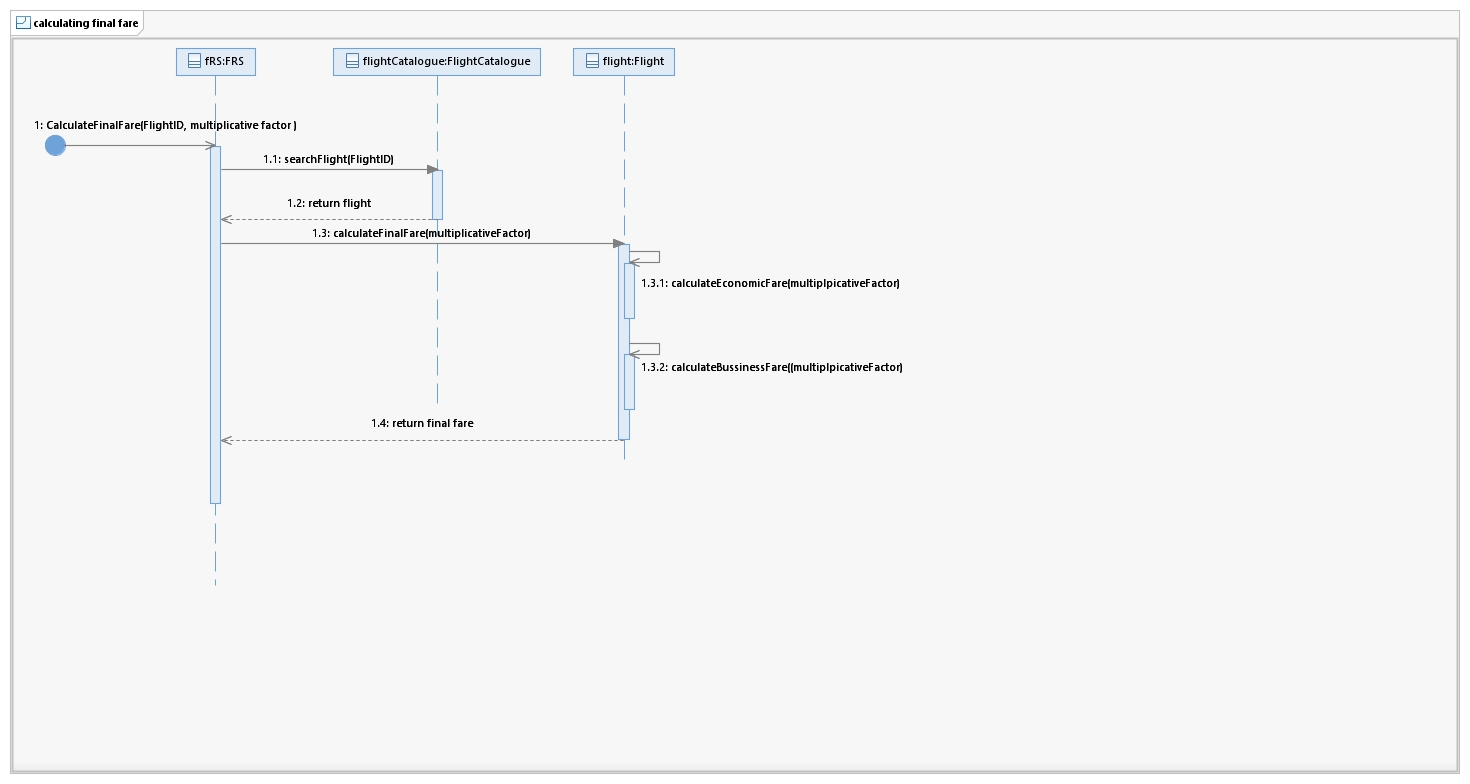 calculating final fare
fRS:FRS
flightCatalogue:FlightCatalogue
flight:Flight
1: CalculateFinalFare(FlightID, multiplicative factor )
1.1: searchFlight(FlightID)
1.2: return flight
1.3: calculateFinalFare(multiplicativeFactor)
1.3.1: calculateEconomicFare(multiplpicativeFactor)
1.3.2: calculateBussinessFare((multiplpicativeFactor)
1.4: return final fare